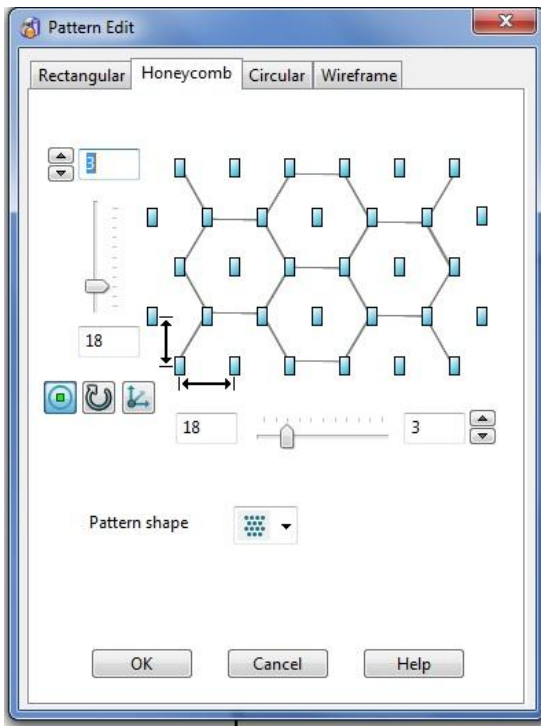 Pattern Edit
Rectangular Honeycomb Circular Wireframe
3
18
18 3
Pattern shape
OK Cancel Help